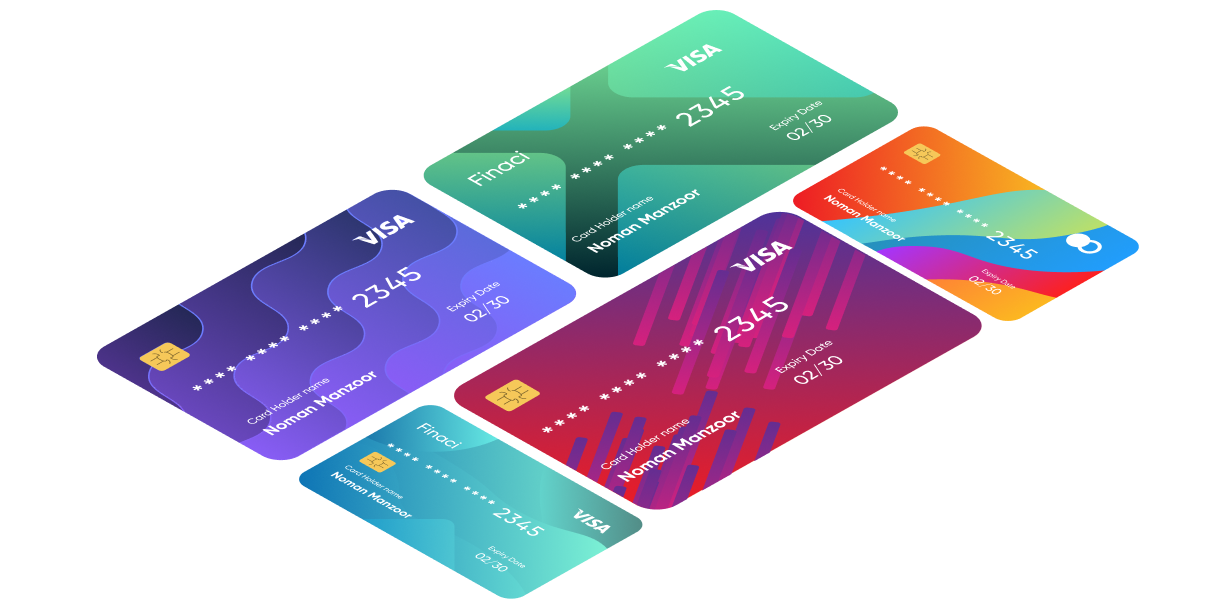 VISA
Finaci
**** **** **** 2345
Expiry Date
02/30
Card Holder name
Noman Manzoor
**** **** **** 2345
Card Holder name
Noman Manzoor
Expiry Date
02/30
VISA
**** **** **** 2345
Expiry Date
02/30
Card Holder name
Noman Manzoor
VISA
**** **** **** 2345
Expiry Date
02/30
Card Holder name
Noman Manzoor
Finaci
**** **** **** 2345
Card Holder name
Noman Manzoor
VISA
Expiry Date
02/30